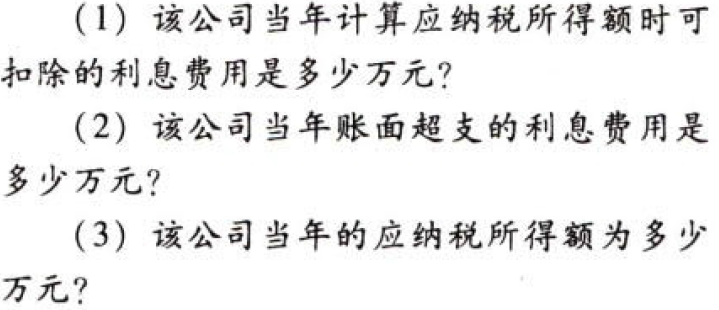 (1) 该公司当年计算应纳税所得额时可
扣除的利息费用是多少万元?
(2) 该公司当年账面超支的利息费用是
多少万元?
(3) 该公司当年的应纳税所得额为多少
万元?